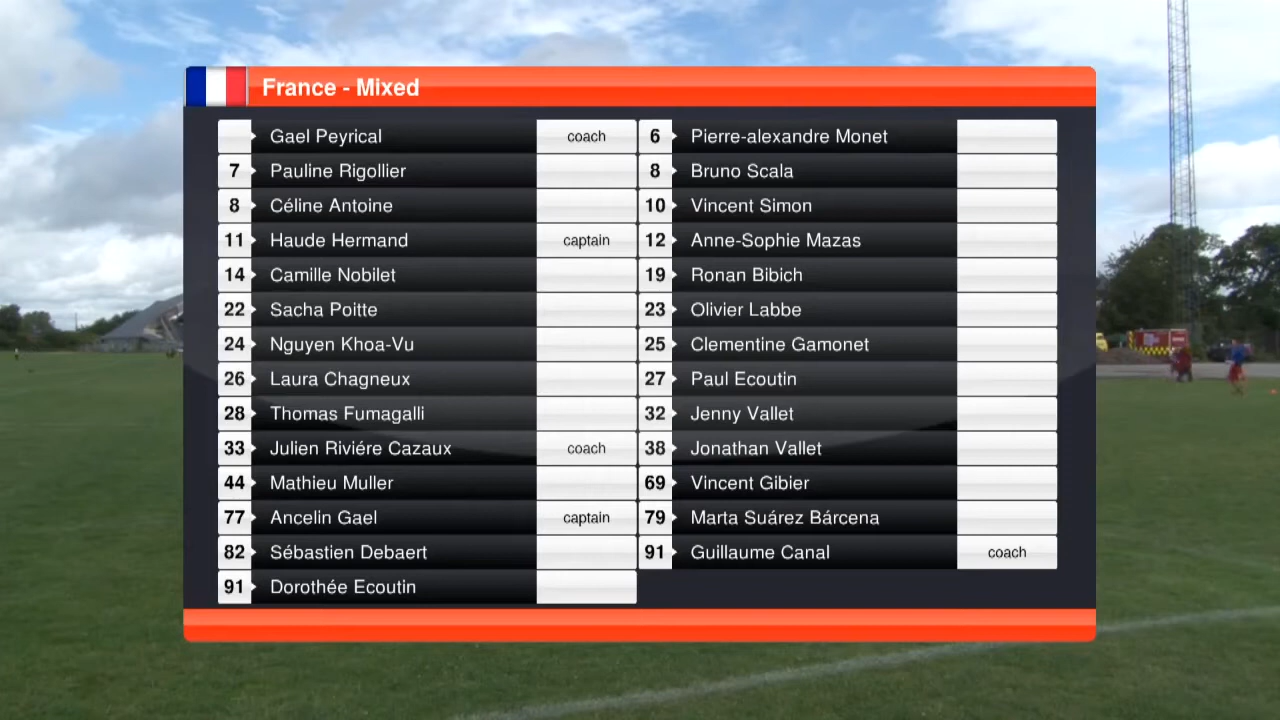 France - Mixed
Gael Peyrical coach
6 Pierre-alexandre Monet
7 Pauline Rigollier
8 Bruno Scala
8 Céline Antoine
10 Vincent Simon
11 Haude Hermand captain
12 Anne-Sophie Mazas
14 Camille Nobilet
19 Ronan Bibich
22 Sacha Poitte
23 Olivier Labbe
24 Nguyen Khoa-Vu
25 Clementine Gamonet
26 Laura Chagneux
27 Paul Ecoutin
28 Thomas Fumagalli
32 Jenny Vallet
33 Julien Riviére Cazaux coach
38 Jonathan Vallet
44 Mathieu Muller
69 Vincent Gibier
77 Ancelin Gael captain
79 Marta Suárez Bárcena
82 Sébastien Debaert
91 Guillaume Canal coach
91 Dorothée Ecoutin